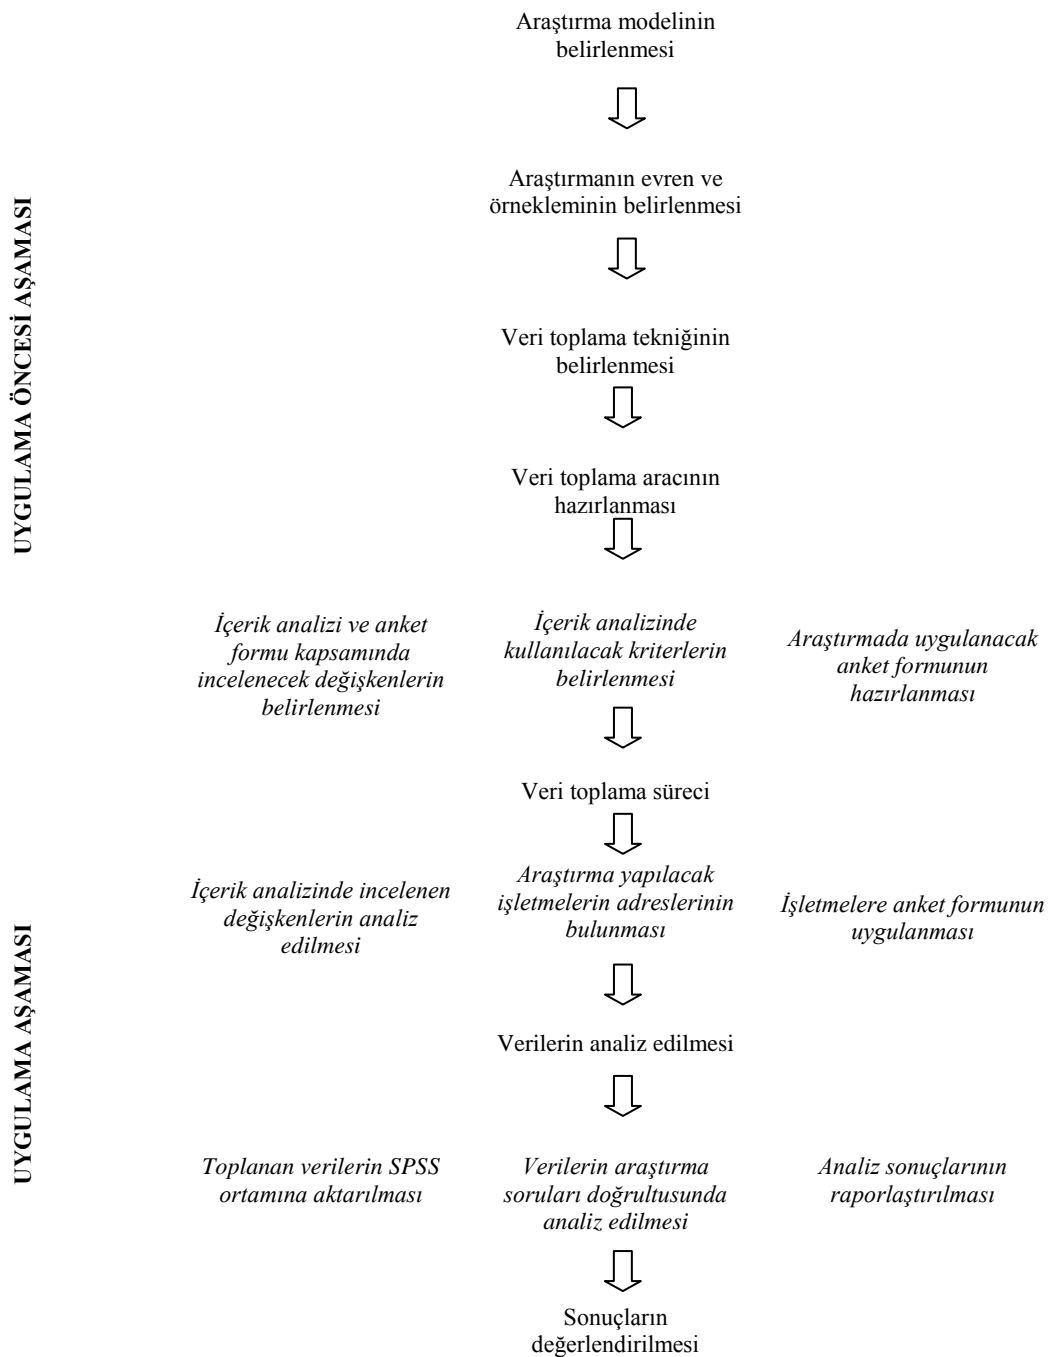 Araştırma modelinin
belirlenmesi
UYGULAMA ÖNCESİ AŞAMASI
Araştırmanın evren ve
örnekleminin belirlenmesi
Veri toplama tekniğinin
belirlenmesi
Veri toplama aracının
hazırlanması
İçerik analizi ve anket
formu kapsamında
incelenecek değişkenlerin
belirlenmesi
İçerik analizinde
kullanılacak kriterlerin
belirlenmesi
Araştırmada uygulanacak
anket formunun
hazırlanması
UYGULAMA AŞAMASI
Veri toplama süreci
İçerik analizinde incelenen
değişkenlerin analiz
edilmesi
Araştırma yapılacak
işletmelerin adreslerinin
bulunması
İşletmelere anket formunun
uygulanması
Verilerin analiz edilmesi
Toplanan verilerin SPSS
ortamına aktarılması
Verilerin araştırma
soruları doğrultusunda
analiz edilmesi
Analiz sonuçlarının
raporlaştırılması
Sonuçların
değerlendirilmesi